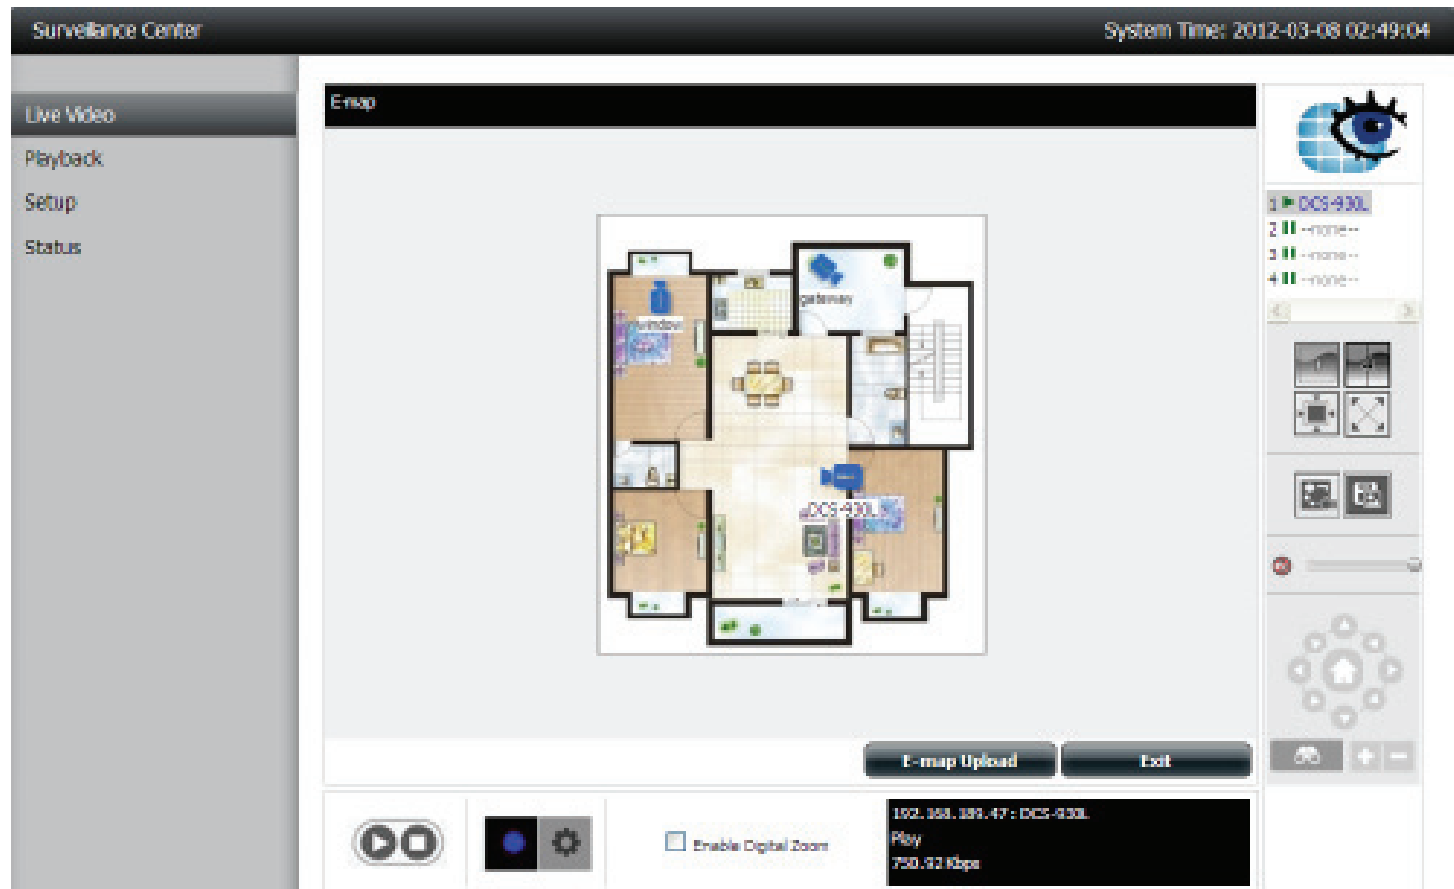 Surveillance Center
System Time: 2012-03-08 02:49:04
Live Video
Playback
Setup
Status
E-map
window
gateway
DCS-930L
1 DCS-930L
2 --none--
3 --none--
4 --none--
E-map Upload
Exit
Enable Digital Zoom
192.168.189.47 : DCS-930L
Play
750.92 Kbps